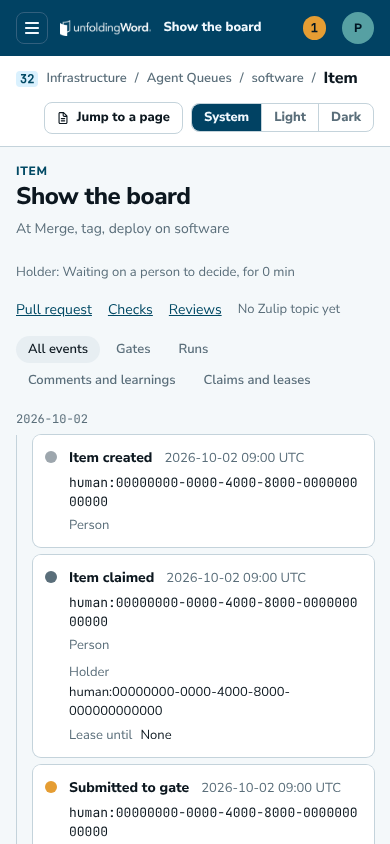 unfoldingWord. Show the board 1 P
32 Infrastructure / Agent Queues / software / Item
Jump to a page System Light Dark
ITEM
Show the board
At Merge, tag, deploy on software
Holder: Waiting on a person to decide, for 0 min
Pull request Checks Reviews No Zulip topic yet
All events Gates Runs
Comments and learnings Claims and leases
2026-10-02
Item created 2026-10-02 09:00 UTC
human:00000000-0000-4000-8000-0000000
00000
Person
Item claimed 2026-10-02 09:00 UTC
human:00000000-0000-4000-8000-0000000
00000
Person
Holder
human:00000000-0000-4000-8000-
000000000000
Lease until None
Submitted to gate 2026-10-02 09:00 UTC
human:00000000-0000-4000-8000-0000000
00000